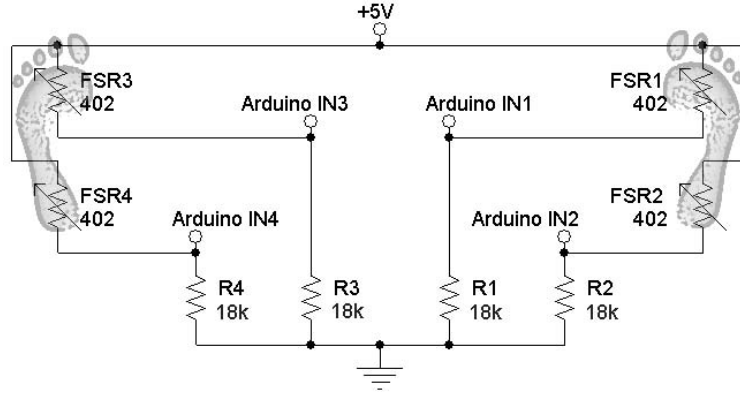 +5V
FSR3
402
Arduino IN3
Arduino IN1
FSR1
402
FSR4
402
Arduino IN4
Arduino IN2
FSR2
402
R4
18k
R3
18k
R1
18k
R2
18k